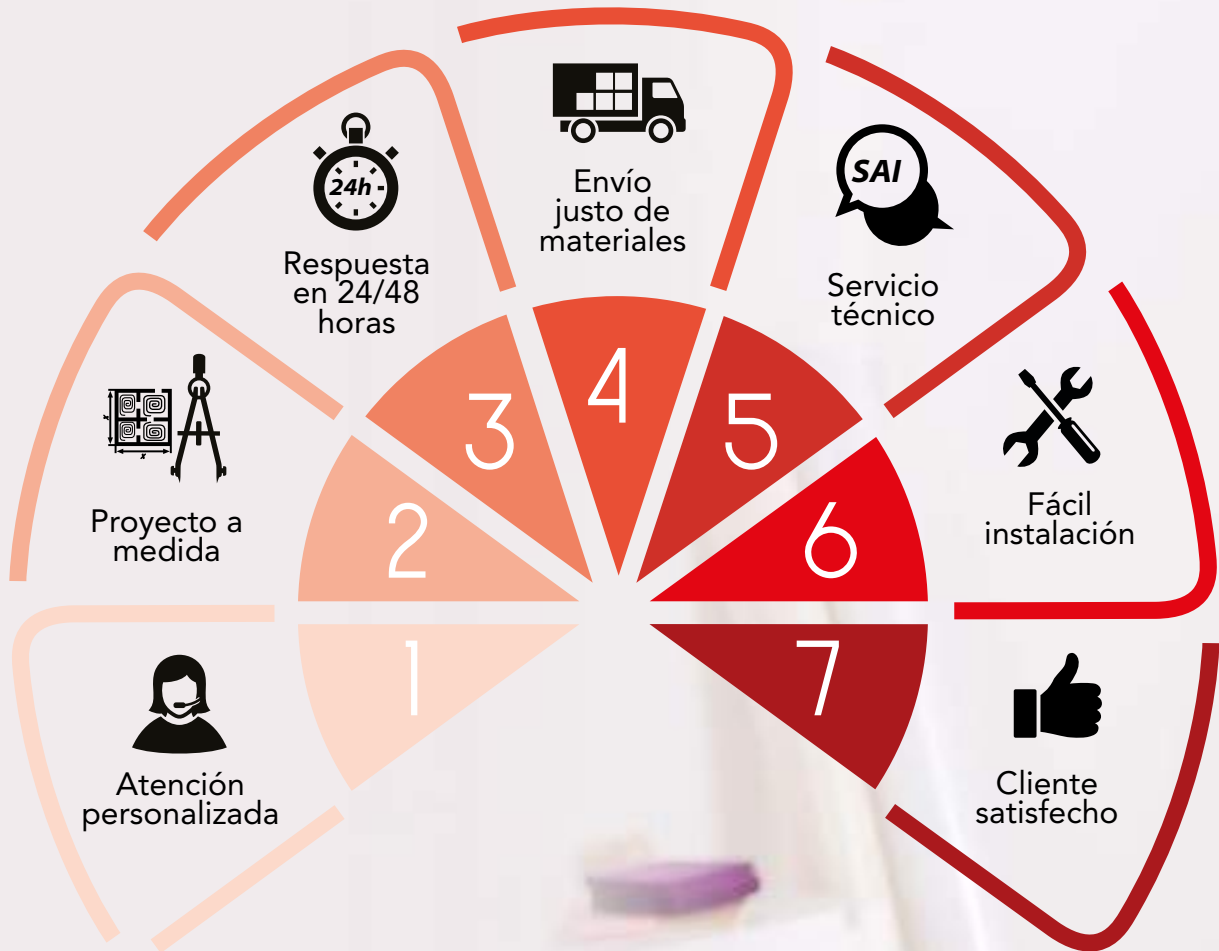 1
Atención
personalizada
2
Proyecto a
medida
x
x
3
24h
Respuesta
en 24/48
horas
4
Envío
justo de
materiales
5
SAI
Servicio
técnico
6
Fácil
instalación
7
Cliente
satisfecho